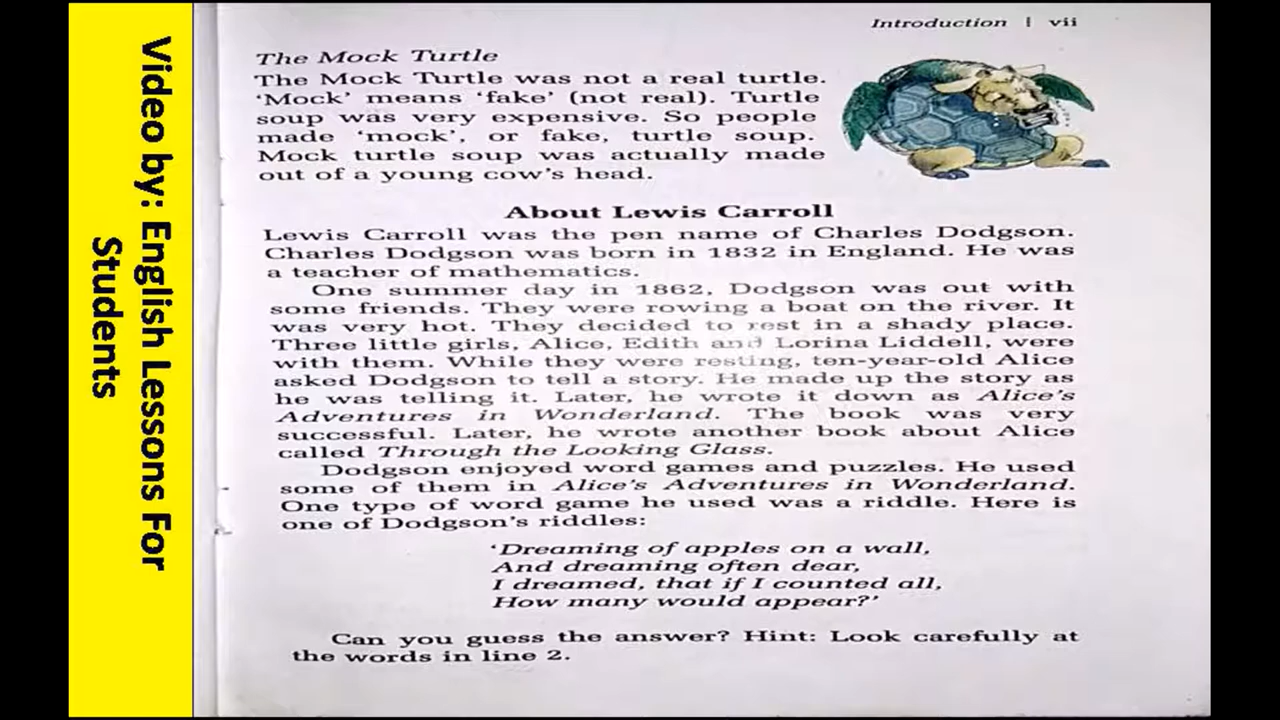 Video by: English Lessons For
Students
Introduction | vii
The Mock Turtle
The Mock Turtle was not a real turtle.
‘Mock’ means ‘fake’ (not real). Turtle
soup was very expensive. So people
made ‘mock’, or fake, turtle soup.
Mock turtle soup was actually made
out of a young cow’s head.
About Lewis Carroll
Lewis Carroll was the pen name of Charles Dodgson.
Charles Dodgson was born in 1832 in England. He was
a teacher of mathematics.
One summer day in 1862, Dodgson was out with
some friends. They were rowing a boat on the river. It
was very hot. They decided to rest in a shady place.
Three little girls, Alice, Edith and Lorina Liddell, were
with them. While they were resting, ten-year-old Alice
asked Dodgson to tell a story. He made up the story as
he was telling it. Later, he wrote it down as Alice’s
Adventures in Wonderland. The book was very
successful. Later, he wrote another book about Alice
called Through the Looking Glass.
Dodgson enjoyed word games and puzzles. He used
some of them in Alice’s Adventures in Wonderland.
One type of word game he used was a riddle. Here is
one of Dodgson’s riddles:
‘Dreaming of apples on a wall,
And dreaming often dear,
I dreamed, that if I counted all,
How many would appear?’
Can you guess the answer? Hint: Look carefully at
the words in line 2.